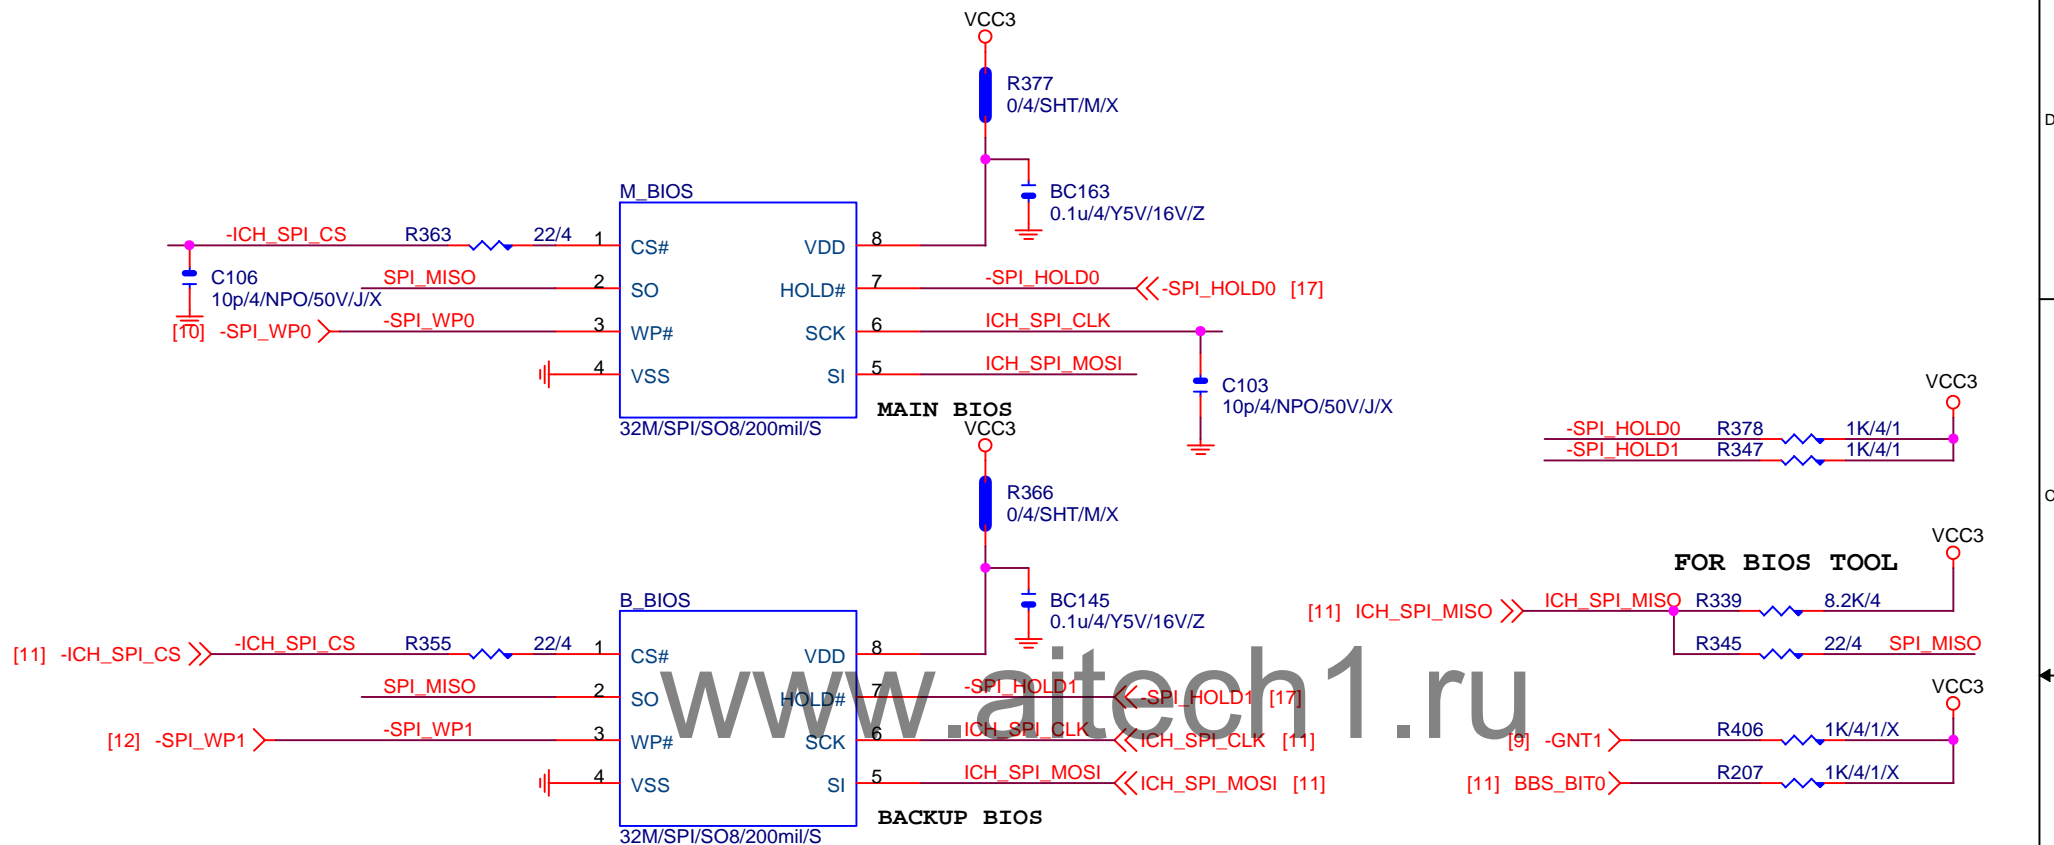 VCC3
R377
0/4/SHT/M/X
D
M_BIOS
BC163
0.1u/4/Y5V/16V/Z
-ICH_SPI_CS R363 22/4 1 CS# VDD 8
C106
10p/4/NPO/50V/J/X
SPI_MISO 2 SO HOLD# 7 -SPI_HOLD0 -SPI_HOLD0 [17]
[10] -SPI_WP0 -SPI_WP0 3 WP# SCK 6 ICH_SPI_CLK
4 VSS SI 5 ICH_SPI_MOSI
C103
10p/4/NPO/50V/J/X
MAIN BIOS
32M/SPI/SO8/200mil/S
VCC3
VCC3
-SPI_HOLD0 R378 1K/4/1
-SPI_HOLD1 R347 1K/4/1
R366
0/4/SHT/M/X
C
VCC3
FOR BIOS TOOL
B_BIOS
BC145
0.1u/4/Y5V/16V/Z
[11] ICH_SPI_MISO ICH_SPI_MISO R339 8.2K/4
R345 22/4 SPI_MISO
[11] -ICH_SPI_CS -ICH_SPI_CS R355 22/4 1 CS# VDD 8
SPI_MISO 2 SO HOLD# 7 -SPI_HOLD1 -SPI_HOLD1 [17]
www.aitech1.ru
VCC3
[12] -SPI_WP1 -SPI_WP1 3 WP# SCK 6 ICH_SPI_CLK ICH_SPI_CLK [11]
[9] -GNT1 R406 1K/4/1/X
4 VSS SI 5 ICH_SPI_MOSI ICH_SPI_MOSI [11]
[11] BBS_BIT0 R207 1K/4/1/X
BACKUP BIOS
32M/SPI/SO8/200mil/S